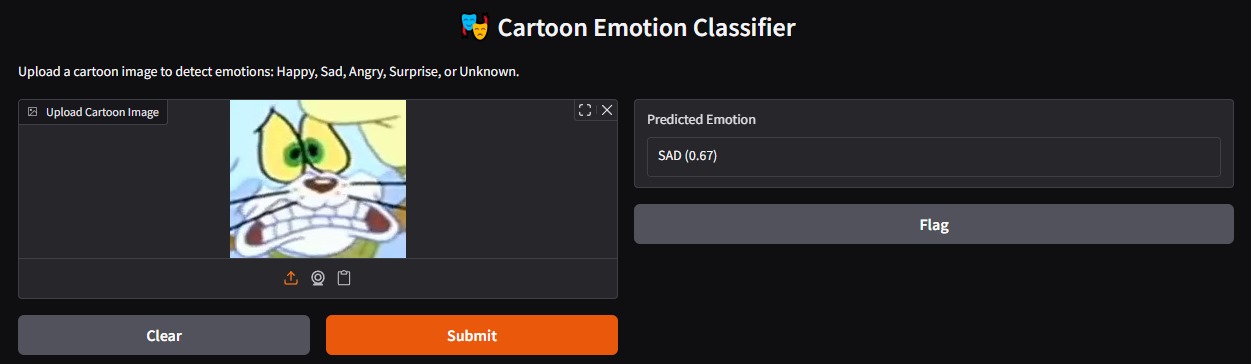 Cartoon Emotion Classifier
Upload a cartoon image to detect emotions: Happy, Sad, Angry, Surprise, or Unknown.
Upload Cartoon Image
Predicted Emotion
SAD (0.67)
Flag
Clear
Submit